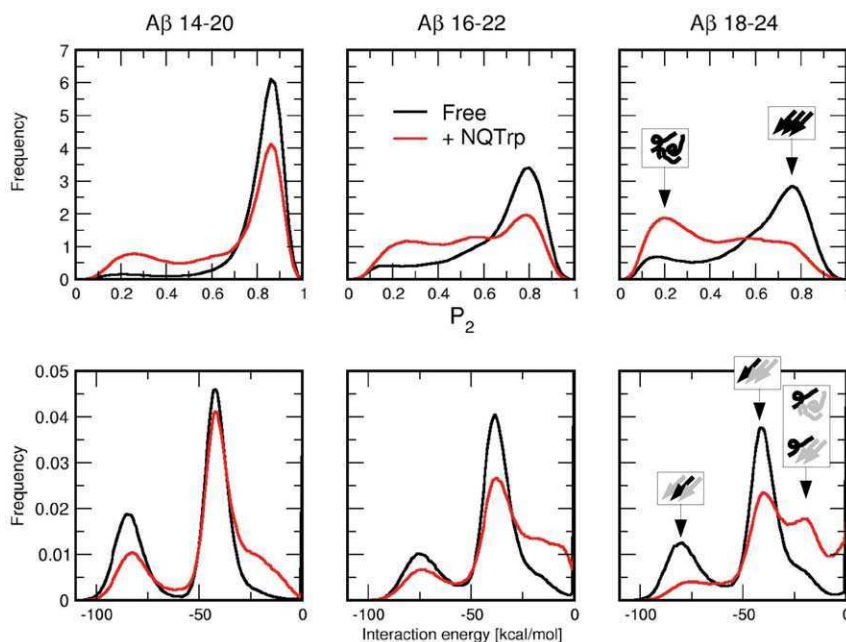 Aβ 14-20 Aβ 16-22 Aβ 18-24
7
6
5
4
3
2
1
0
Frequency
Free
+ NQTrp
0 0.2 0.4 0.6 0.8 1
0 0.2 0.4 0.6 0.8 1
0 0.2 0.4 0.6 0.8 1
P2
0.05
0.04
0.03
0.02
0.01
0
Frequency
-100 -50
-100 -50 0
-100 -50 0
Interaction energy [kcal/mol]